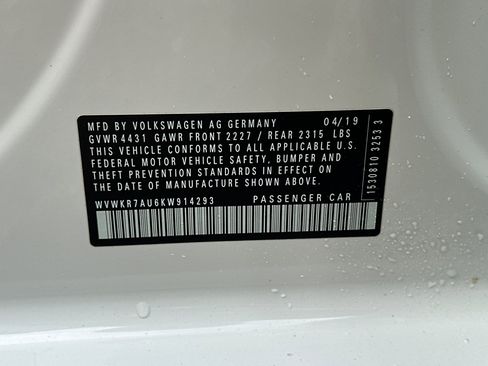 MFD BY VOLKSWAGEN AG GERMANY 04/19
GVWR 4431 GAWR FRONT 2227 / REAR 2315 LBS
THIS VEHICLE CONFORMS TO ALL APPLICABLE U.S.
FEDERAL MOTOR VEHICLE SAFETY, BUMPER AND
THEFT PREVENTION STANDARDS IN EFFECT ON
THE DATE OF MANUFACTURE SHOWN ABOVE.
WVWKR7AU6KW914293 PASSENGER CAR
1530810 3253 3